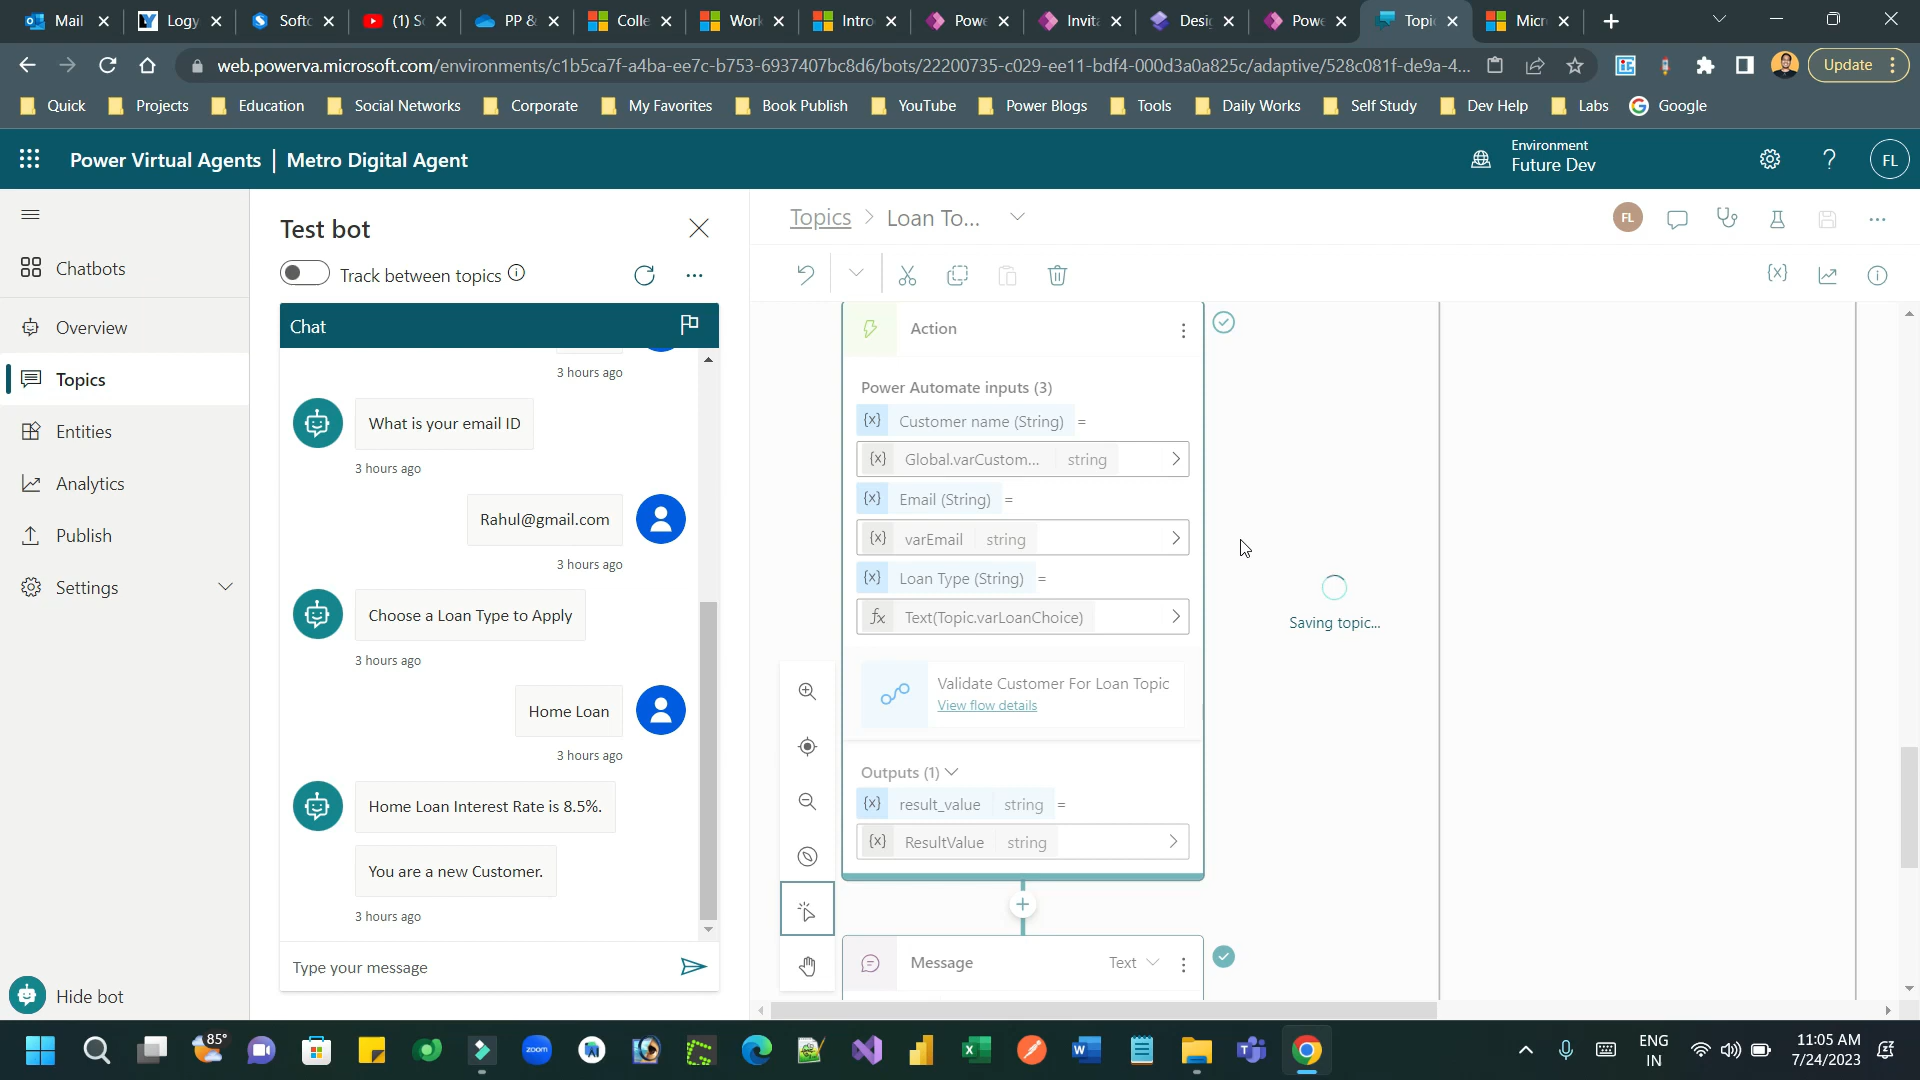 Mail
Logy
Softc
(1) Sc
PP &
Colle
Work
Intro
Powe
Invita
Desig
Powe
Topic
Micr
web.powerva.microsoft.com/environments/c1b5ca7f-a4ba-ee7c-b753-6937407bc8d6/bots/22200735-c029-ee11-bdf4-000d3a0a825c/adaptive/528c081f-de9a-4...
Update
Quick
Projects
Education
Social Networks
Corporate
My Favorites
Book Publish
YouTube
Power Blogs
Tools
Daily Works
Self Study
Dev Help
Labs
Google
Power Virtual Agents | Metro Digital Agent
Environment
Future Dev
FL
Chatbots
Overview
Topics
Entities
Analytics
Publish
Settings
Hide bot
Test bot
Track between topics
Chat
3 hours ago
What is your email ID
3 hours ago
Rahul@gmail.com
3 hours ago
Choose a Loan Type to Apply
3 hours ago
Home Loan
3 hours ago
Home Loan Interest Rate is 8.5%.
You are a new Customer.
3 hours ago
Type your message
Topics > Loan To...
FL
Action
Power Automate inputs (3)
{x} Customer name (String) =
{x} Global.varCustom... string
{x} Email (String) =
{x} varEmail string
{x} Loan Type (String) =
fx Text(Topic.varLoanChoice)
Validate Customer For Loan Topic
View flow details
Outputs (1)
{x} result_value string =
{x} ResultValue string
Message
Text
Saving topic...
85°
zoom
ENG
IN
11:05 AM
7/24/2023